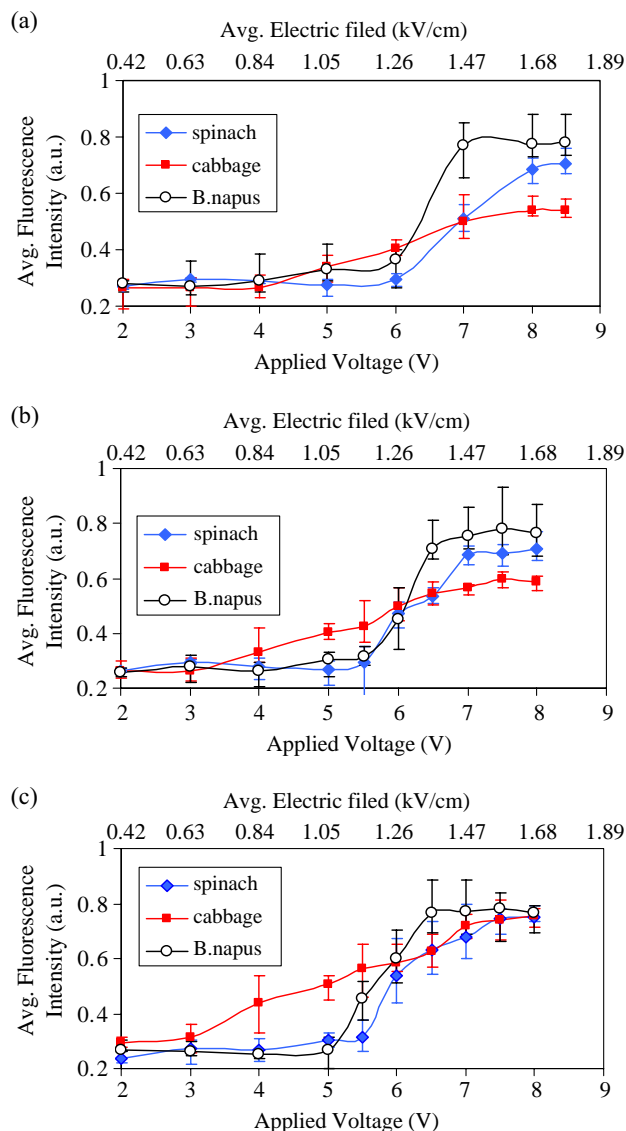 (a)
Avg. Electric filed (kV/cm)
0.42 0.63 0.84 1.05 1.26 1.47 1.68 1.89
1
0.8
0.6
0.4
0.2
Avg. Fluorescence
Intensity (a.u.)
spinach
cabbage
B.napus
2 3 4 5 6 7 8 9
Applied Voltage (V)
(b)
Avg. Electric filed (kV/cm)
0.42 0.63 0.84 1.05 1.26 1.47 1.68 1.89
1
0.8
0.6
0.4
0.2
Avg. Fluorescence
Intensity (a.u.)
spinach
cabbage
B.napus
2 3 4 5 6 7 8 9
Applied Voltage (V)
(c)
Avg. Electric filed (kV/cm)
0.42 0.63 0.84 1.05 1.26 1.47 1.68 1.89
1
0.8
0.6
0.4
0.2
Avg. Fluorescence
Intensity (a.u.)
spinach
cabbage
B.napus
2 3 4 5 6 7 8 9
Applied Voltage (V)